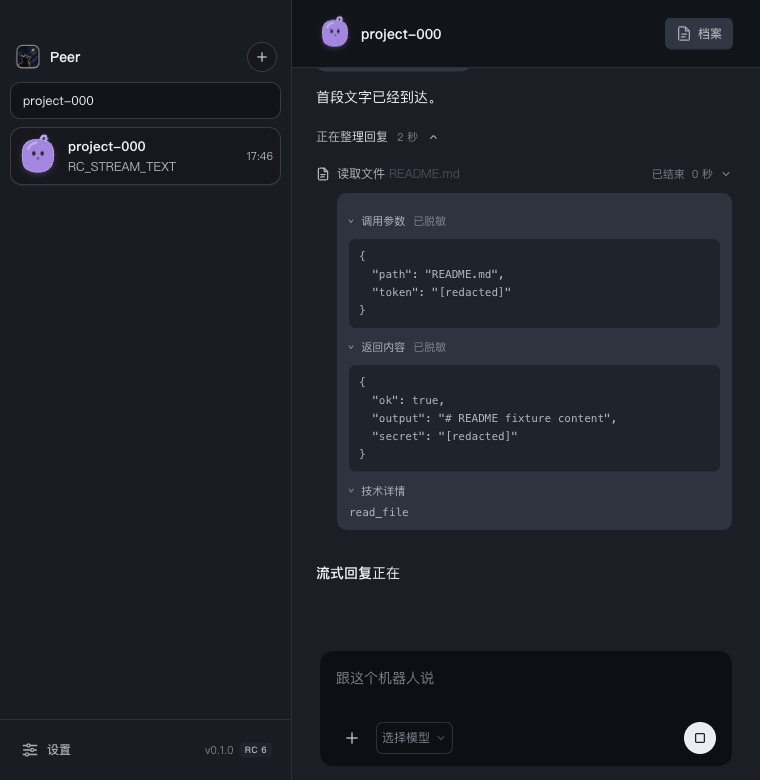 Peer
project-000
project-000
RC_STREAM_TEXT
17:46
设置
v0.1.0 RC 6
project-000
档案
首段文字已经到达。
正在整理回复 2 秒
读取文件 README.md 已结束 0 秒
调用参数 已脱敏
{
  "path": "README.md",
  "token": "[redacted]"
}
返回内容 已脱敏
{
  "ok": true,
  "output": "# README fixture content",
  "secret": "[redacted]"
}
技术详情
read_file
流式回复正在
跟这个机器人说
选择模型